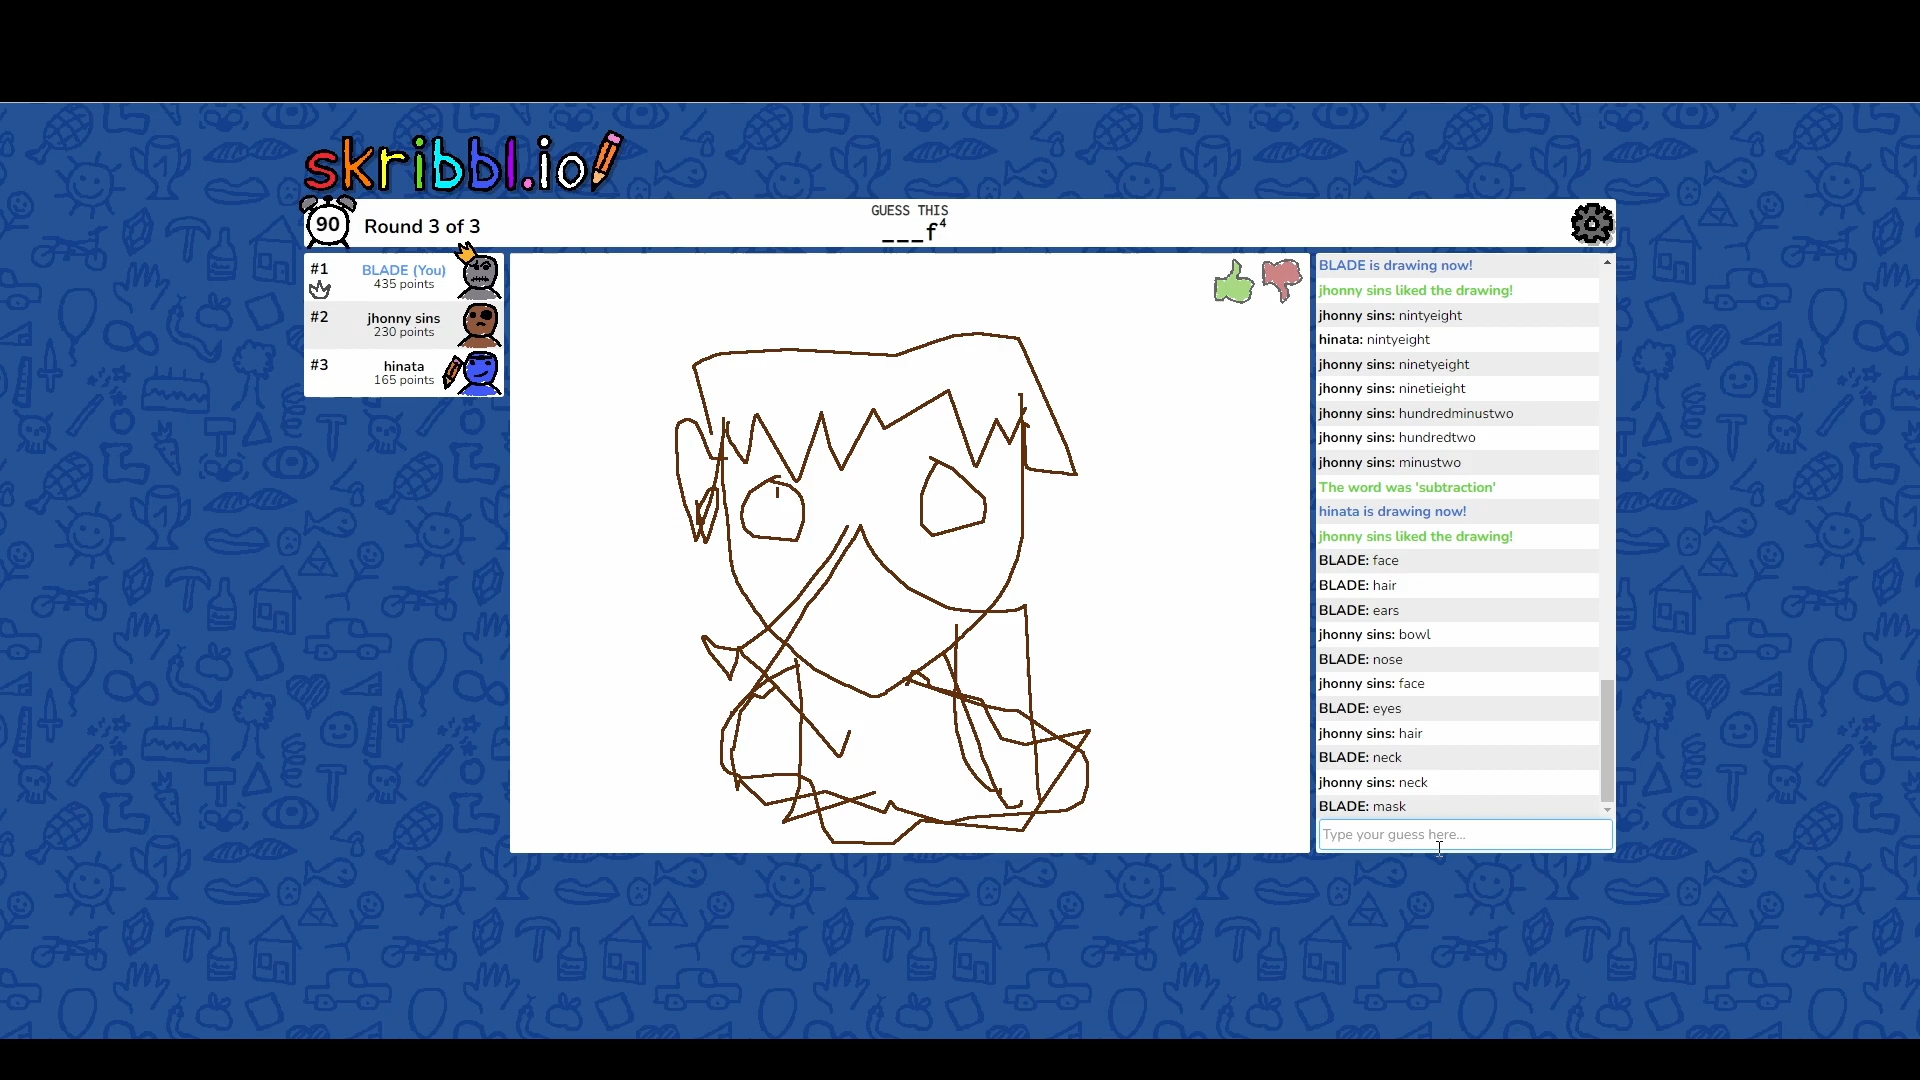 skribbl.io
90
Round 3 of 3
GUESS THIS
___f 4
#1
BLADE (You)
435 points
#2
jhonny sins
230 points
#3
hinata
165 points
BLADE is drawing now!
jhonny sins liked the drawing!
jhonny sins: nintyeight
hinata: nintyeight
jhonny sins: ninetyeight
jhonny sins: ninetieight
jhonny sins: hundredminustwo
jhonny sins: hundredtwo
jhonny sins: minustwo
The word was 'subtraction'
hinata is drawing now!
jhonny sins liked the drawing!
BLADE: face
BLADE: hair
BLADE: ears
jhonny sins: bowl
BLADE: nose
jhonny sins: face
BLADE: eyes
jhonny sins: hair
BLADE: neck
jhonny sins: neck
BLADE: mask
Type your guess here...